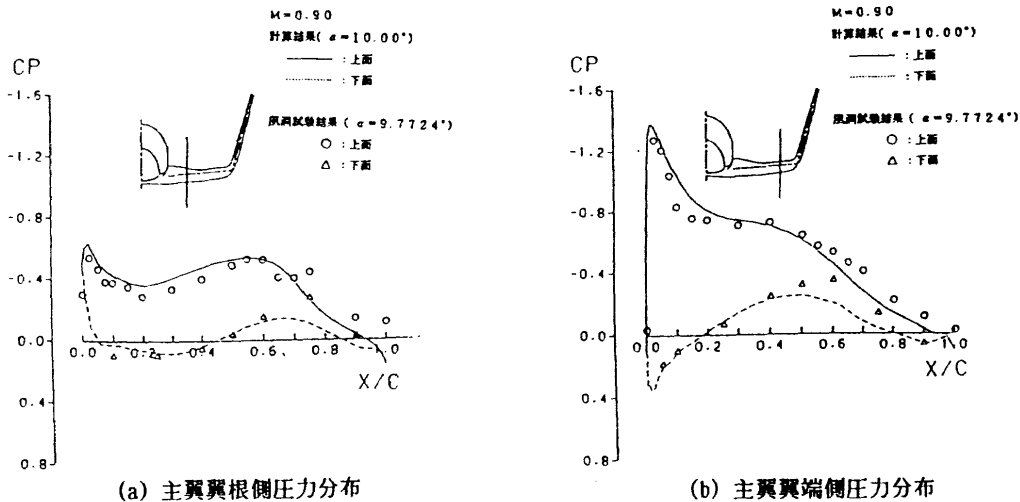 M=0.90
計算結果( α=10.00°)
—— : 上面
------ : 下面
風洞試験結果 ( α=9.7724°)
○ : 上面
△ : 下面
CP
-1.6
-1.2
-0.8
-0.4
0.0
0.4
0.8
0.0 0.2 0.4 0.6 0.8 1.0
X/C
(a) 主翼翼根側圧力分布
M=0.90
計算結果( α=10.00°)
—— : 上面
------ : 下面
風洞試験結果 ( α=9.7724°)
○ : 上面
△ : 下面
CP
-1.6
-1.2
-0.8
-0.4
0.0
0.4
0.8
0.0 0.2 0.4 0.6 0.8 1.0
X/C
(b) 主翼翼端側圧力分布